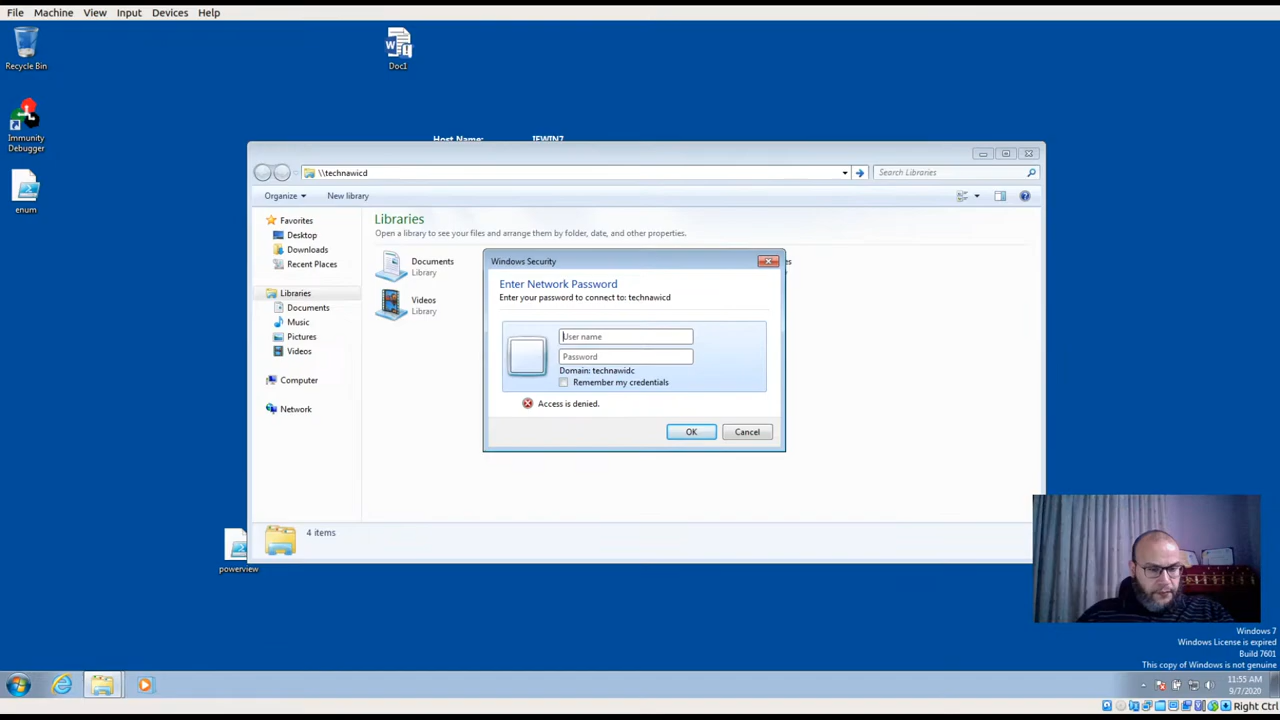 File Machine View Input Devices Help
Recycle Bin
DocI
Immunity
Debugger
Host Name: IEWIN7
\\technawicd
Search Libraries
enum
Organize New library
Favorites
Desktop
Downloads
Recent Places
Libraries
Documents
Music
Pictures
Videos
Computer
Network
Libraries
Open a library to see your files and arrange them by folder, date, and other properties.
Documents
Library
Videos
Library
Windows Security
Enter Network Password
Enter your password to connect to: technawicd
User name
Password
Domain: technawidc
Remember my credentials
Access is denied.
OK Cancel
4 items
powerview
Windows 7
Windows License is expired
Build 7601
This copy of Windows is not genuine
11:55 AM
9/7/2020
Right Ctrl